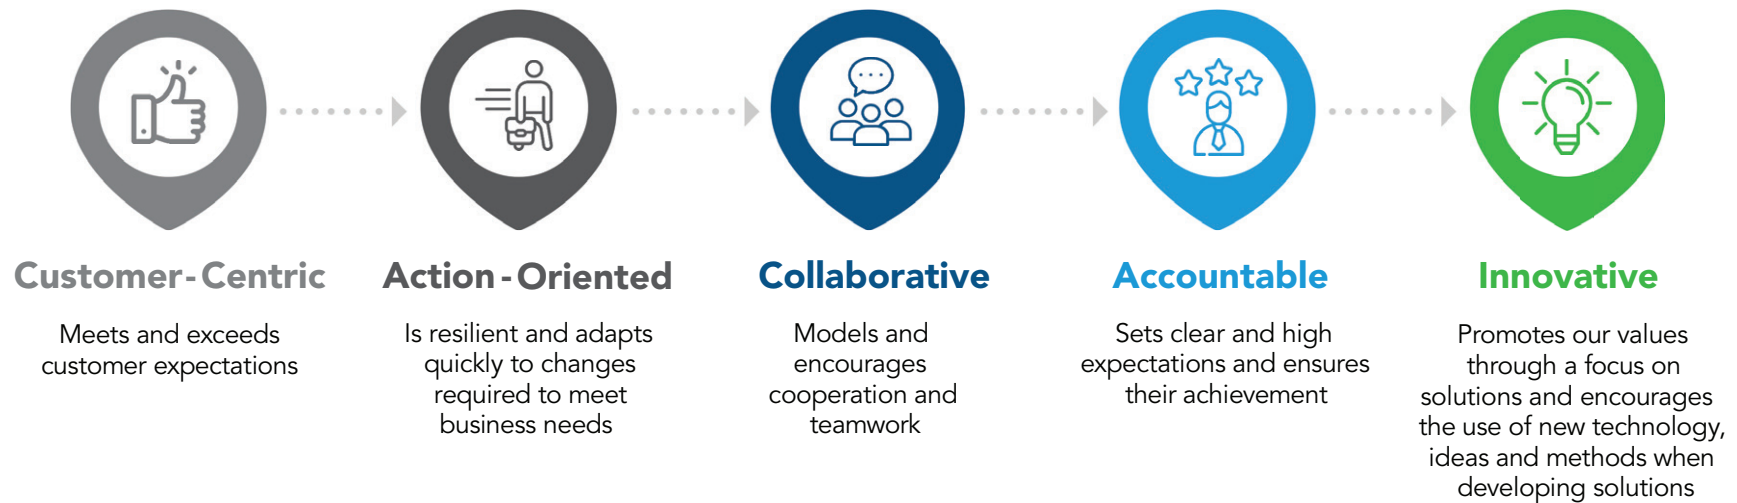 Customer-Centric
Meets and exceeds
customer expectations
Action-Oriented
Is resilient and adapts
quickly to changes
required to meet
business needs
Collaborative
Models and
encourages
cooperation and
teamwork
Accountable
Sets clear and high
expectations and ensures
their achievement
Innovative
Promotes our values
through a focus on
solutions and encourages
the use of new technology,
ideas and methods when
developing solutions